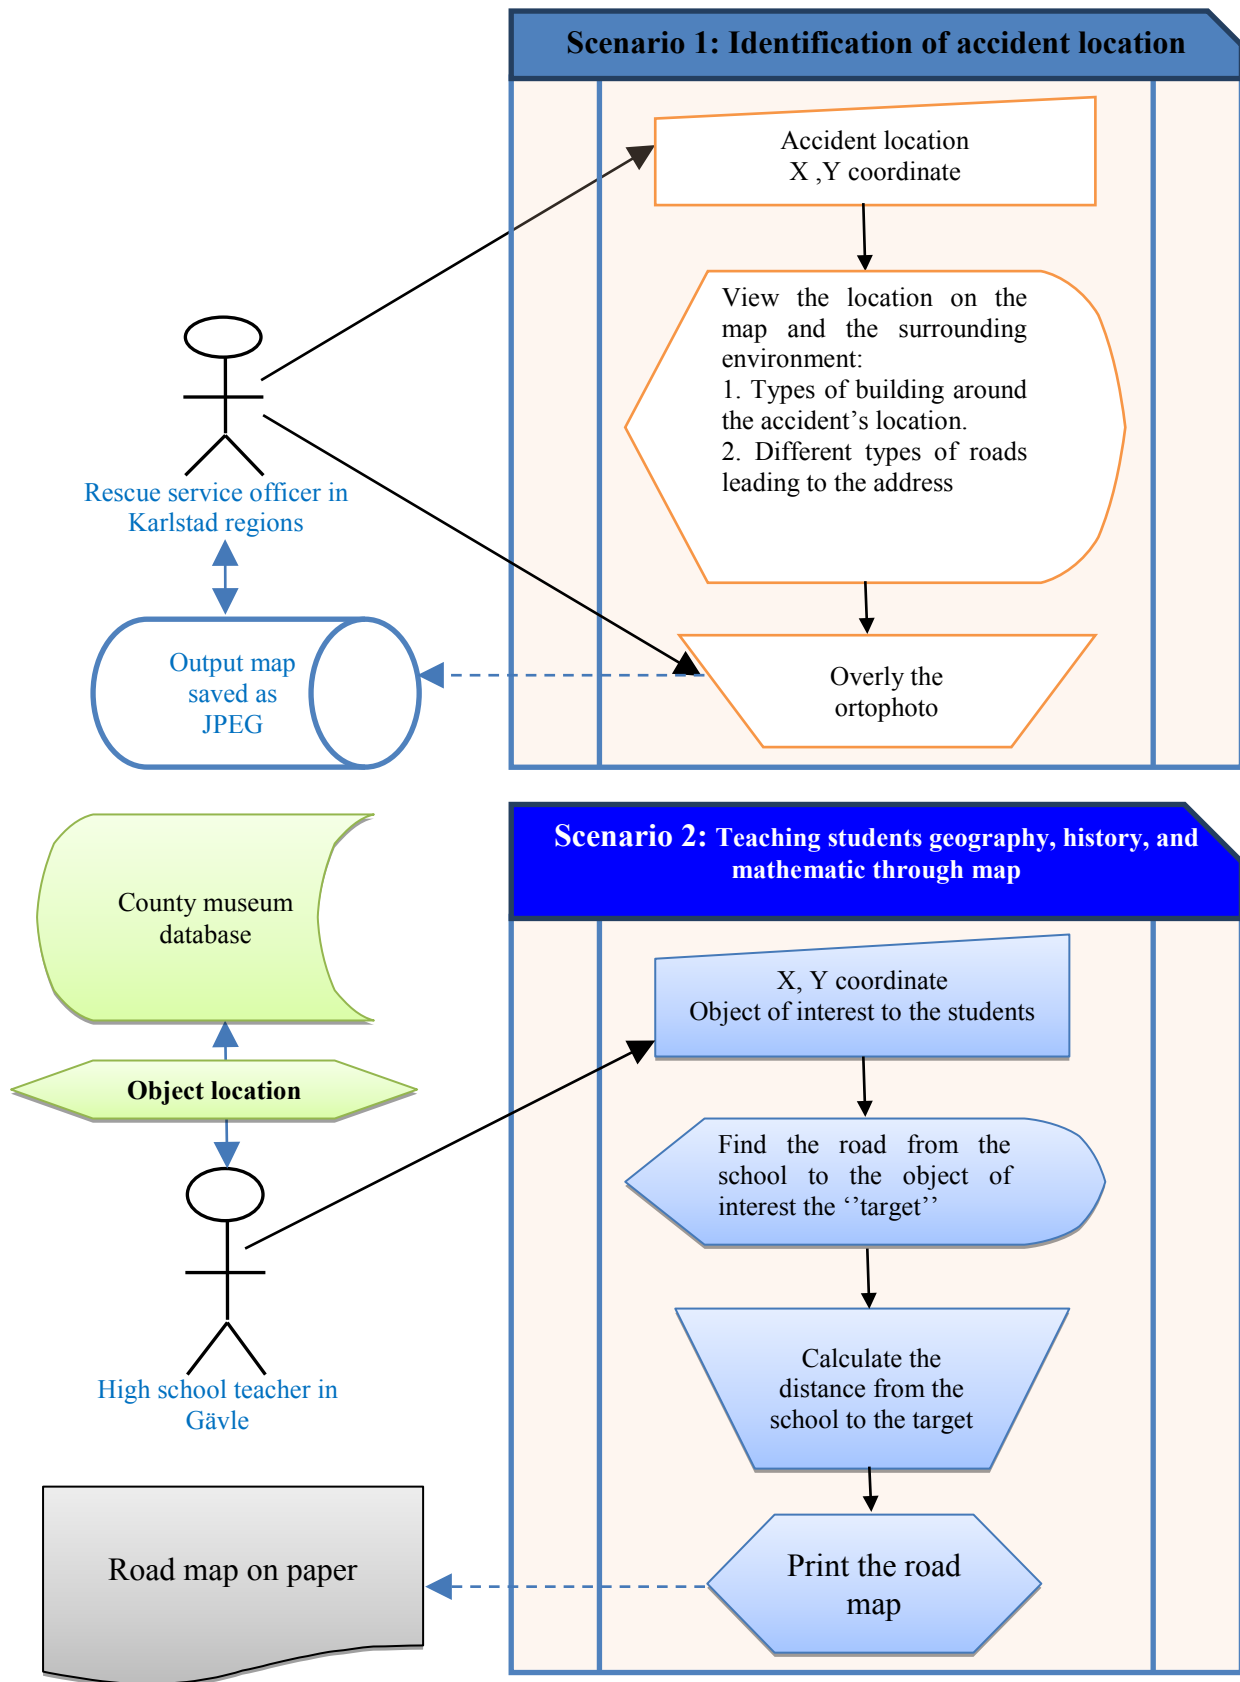 Scenario 1: Identification of accident location
Accident location
X ,Y coordinate
View the location on the
map and the surrounding
environment:
1. Types of building around
the accident’s location.
2. Different types of roads
leading to the address
Rescue service officer in
Karlstad regions
Output map
saved as
JPEG
Overly the
ortophoto
Scenario 2: Teaching students geography, history, and
mathematic through map
County museum
database
X, Y coordinate
Object of interest to the students
Object location
Find the road from the
school to the object of
interest the ‘’target’’
High school teacher in
Gävle
Calculate the
distance from the
school to the target
Road map on paper
Print the road
map